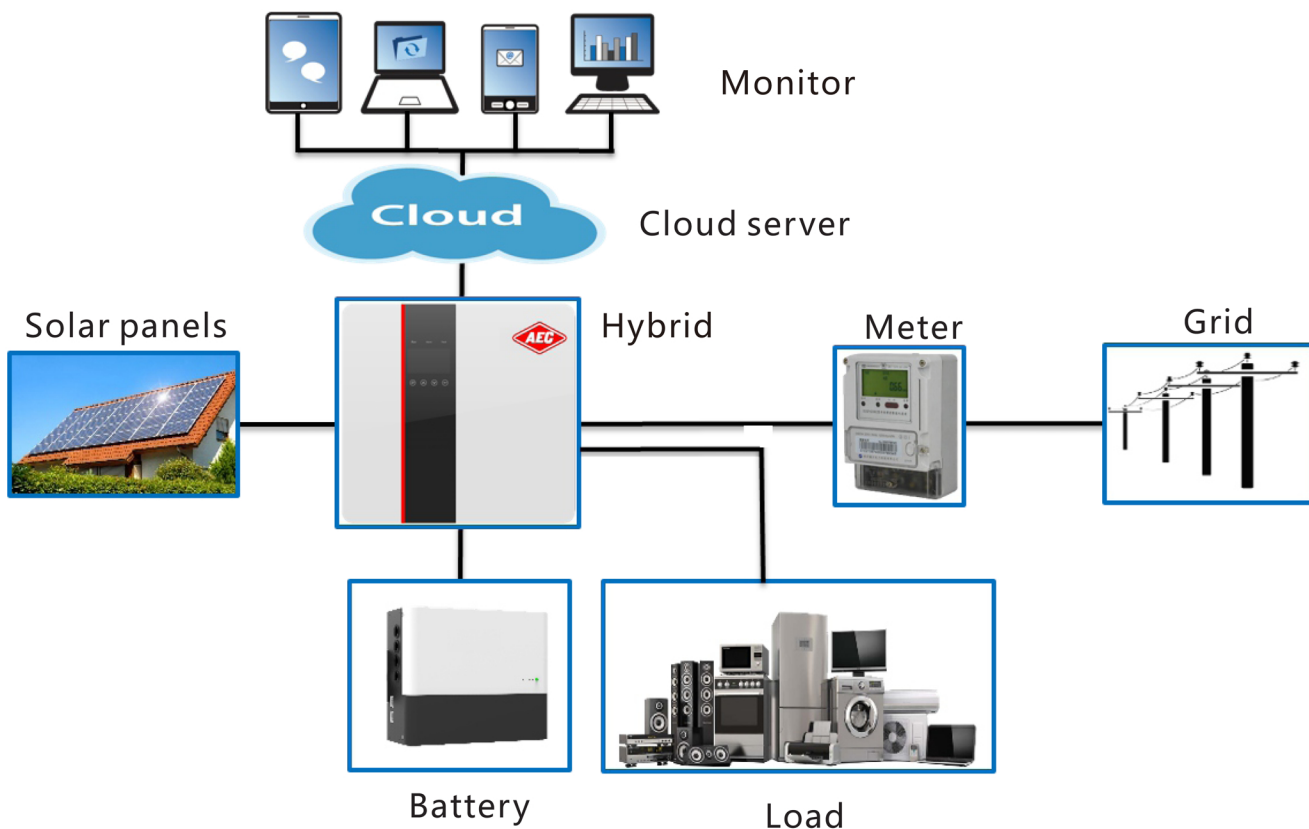 Monitor
Cloud
Cloud server
Solar panels
Hybrid
Meter
Grid
AEC
Battery
Load